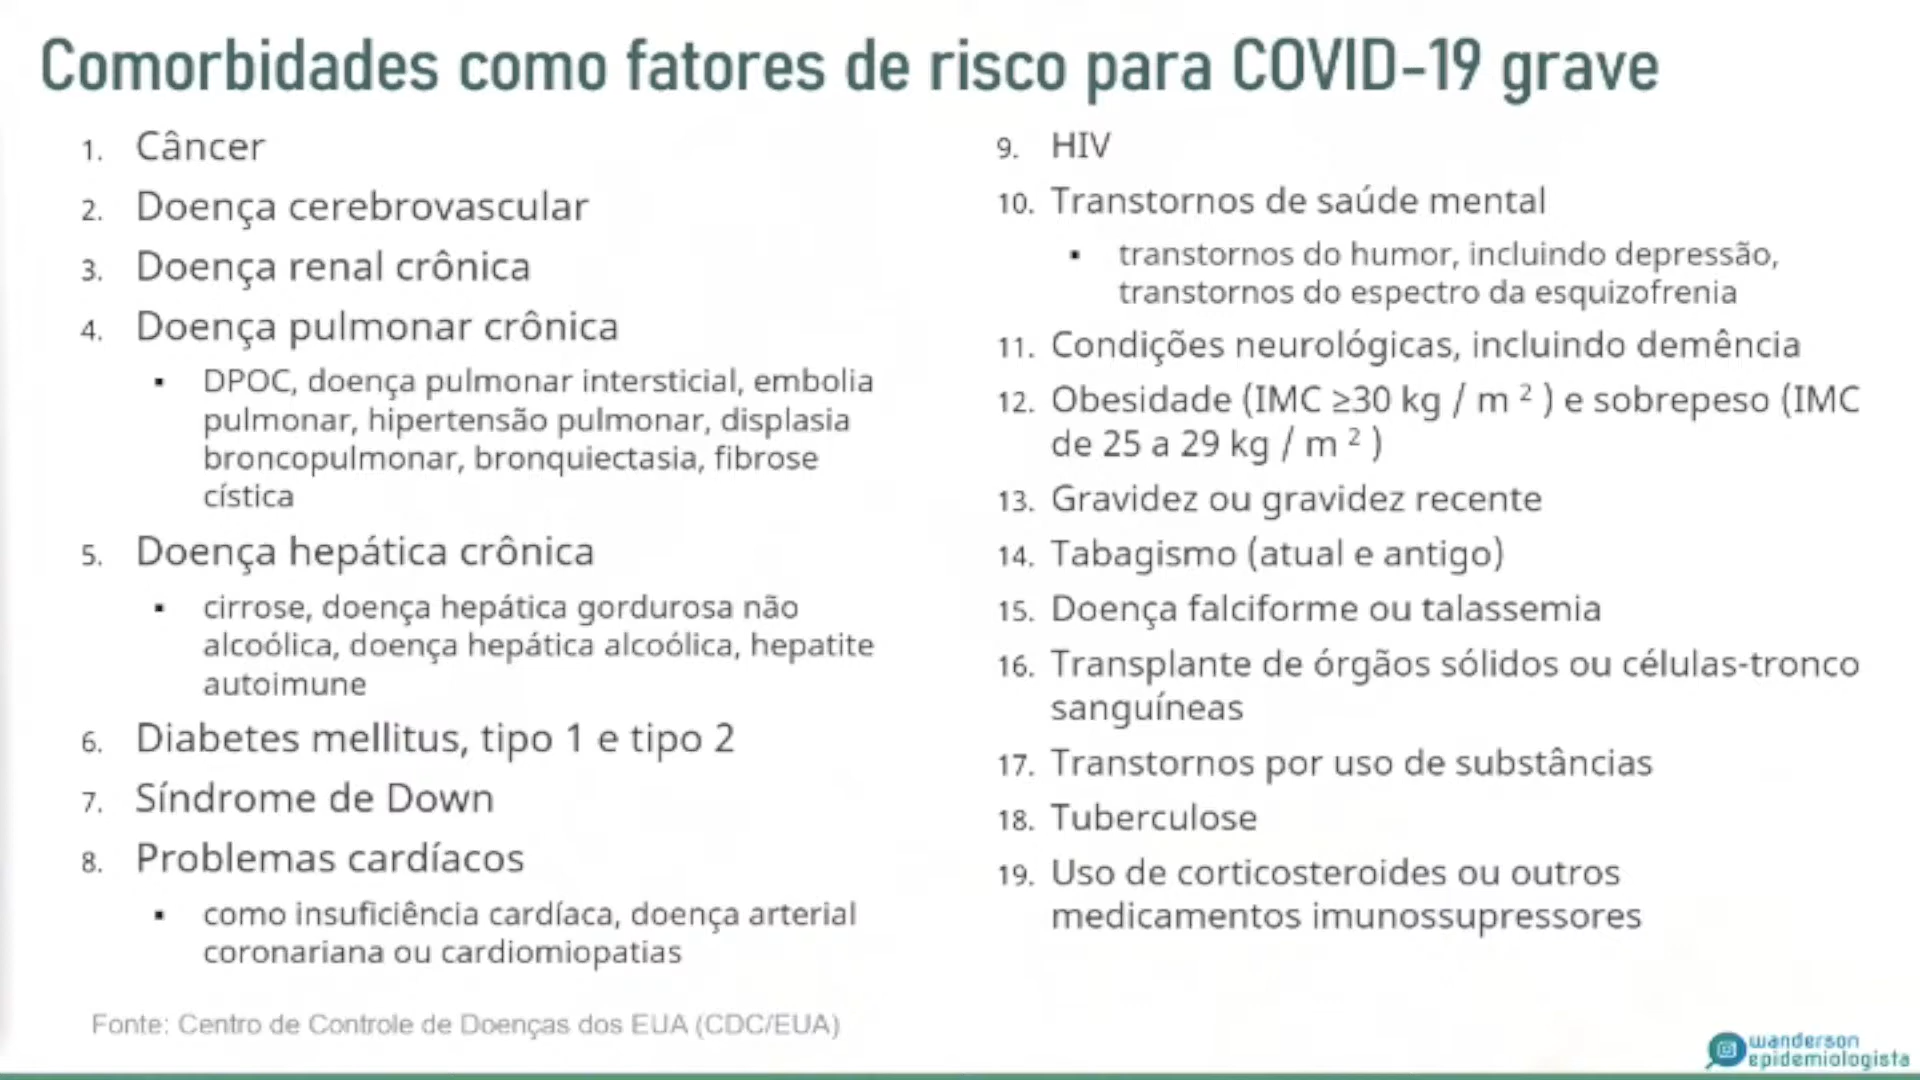 Comorbidades como fatores de risco para COVID-19 grave
1. Câncer
2. Doença cerebrovascular
3. Doença renal crônica
4. Doença pulmonar crônica
▪ DPOC, doença pulmonar intersticial, embolia
pulmonar, hipertensão pulmonar, displasia
broncopulmonar, bronquiectasia, fibrose
cística
5. Doença hepática crônica
▪ cirrose, doença hepática gordurosa não
alcoólica, doença hepática alcoólica, hepatite
autoimune
6. Diabetes mellitus, tipo 1 e tipo 2
7. Síndrome de Down
8. Problemas cardíacos
▪ como insuficiência cardíaca, doença arterial
coronariana ou cardiomiopatias
9. HIV
10. Transtornos de saúde mental
▪ transtornos do humor, incluindo depressão,
transtornos do espectro da esquizofrenia
11. Condições neurológicas, incluindo demência
12. Obesidade (IMC ≥30 kg / m ² ) e sobrepeso (IMC
de 25 a 29 kg / m ² )
13. Gravidez ou gravidez recente
14. Tabagismo (atual e antigo)
15. Doença falciforme ou talassemia
16. Transplante de órgãos sólidos ou células-tronco
sanguíneas
17. Transtornos por uso de substâncias
18. Tuberculose
19. Uso de corticosteroides ou outros
medicamentos imunossupressores
Fonte: Centro de Controle de Doenças dos EUA (CDC/EUA)
wanderson
epidemiologista